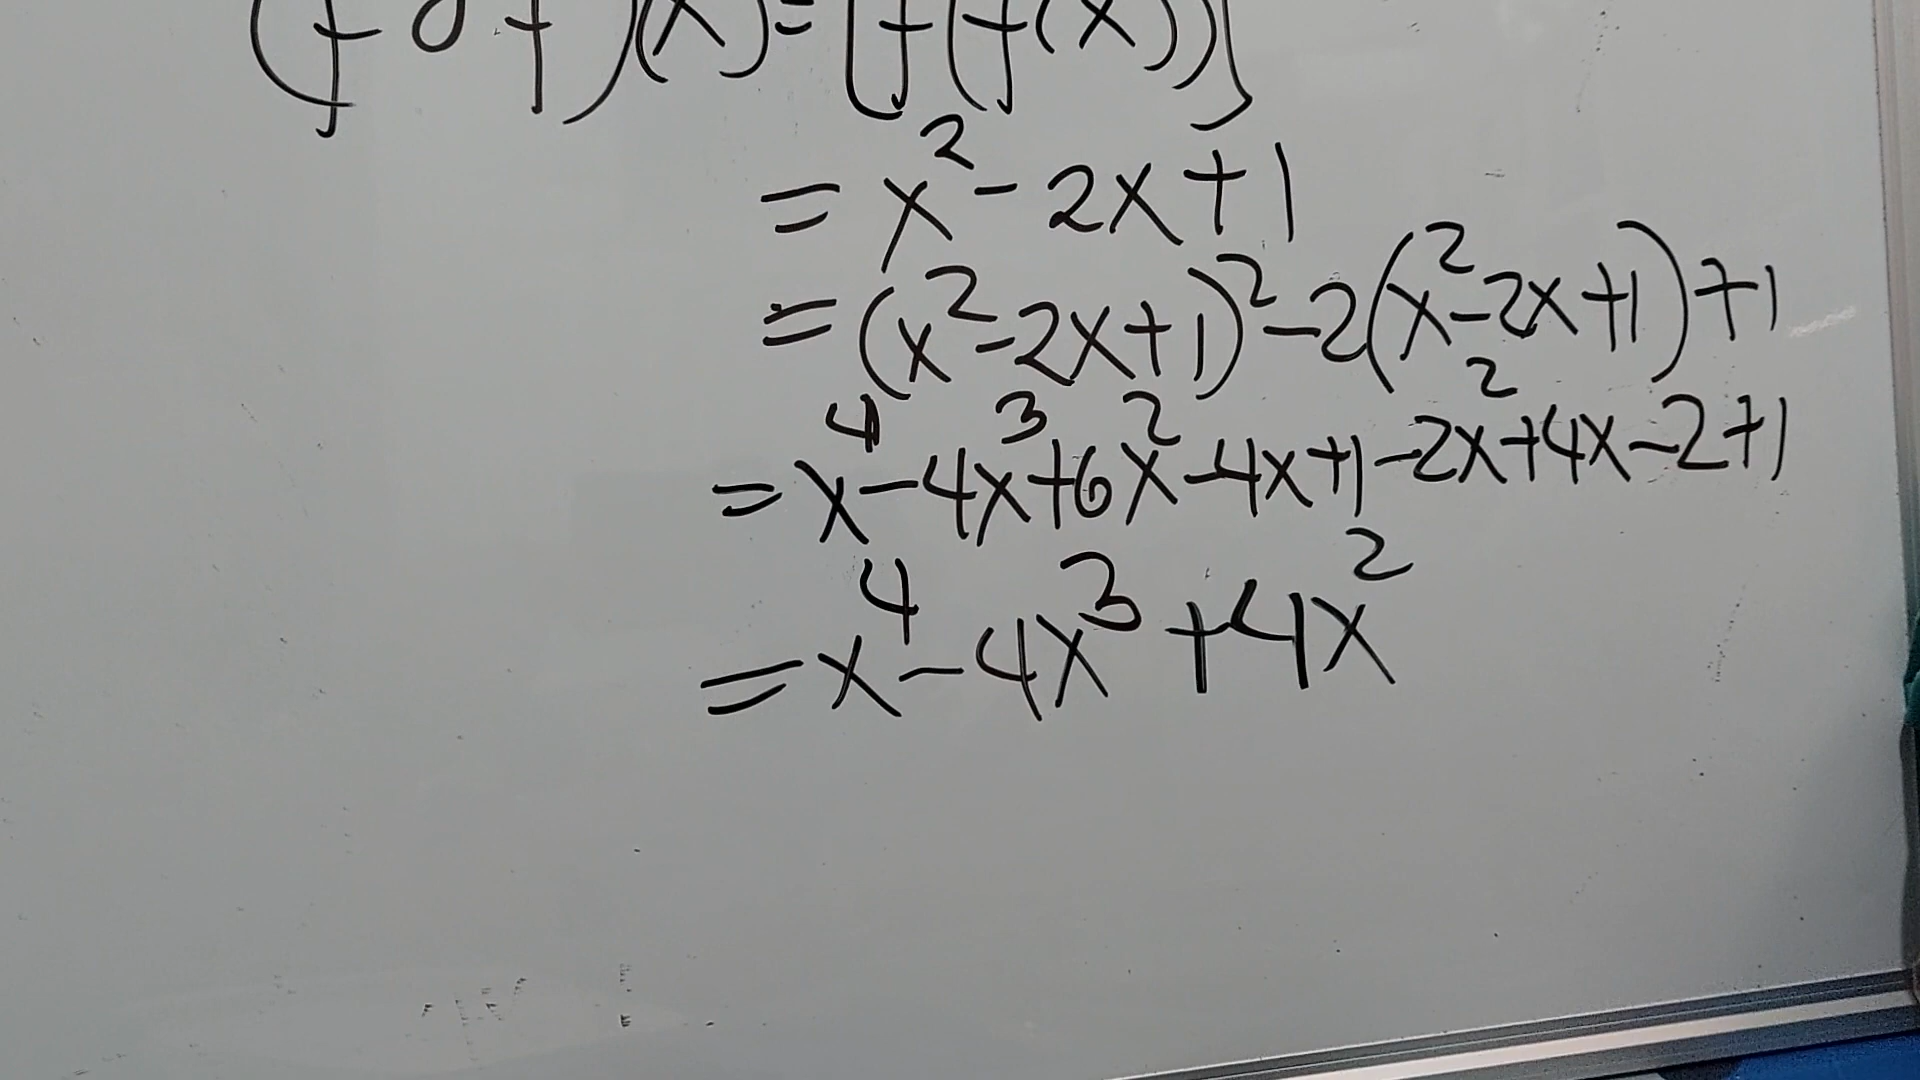 (f o f)(x) = [f(f(x))]
= x² - 2x + 1
= (x² - 2x + 1)² - 2(x² - 2x + 1) + 1
= x⁴ - 4x³ + 6x² - 4x + 1 - 2x² + 4x - 2 + 1
= x⁴ - 4x³ + 4x²